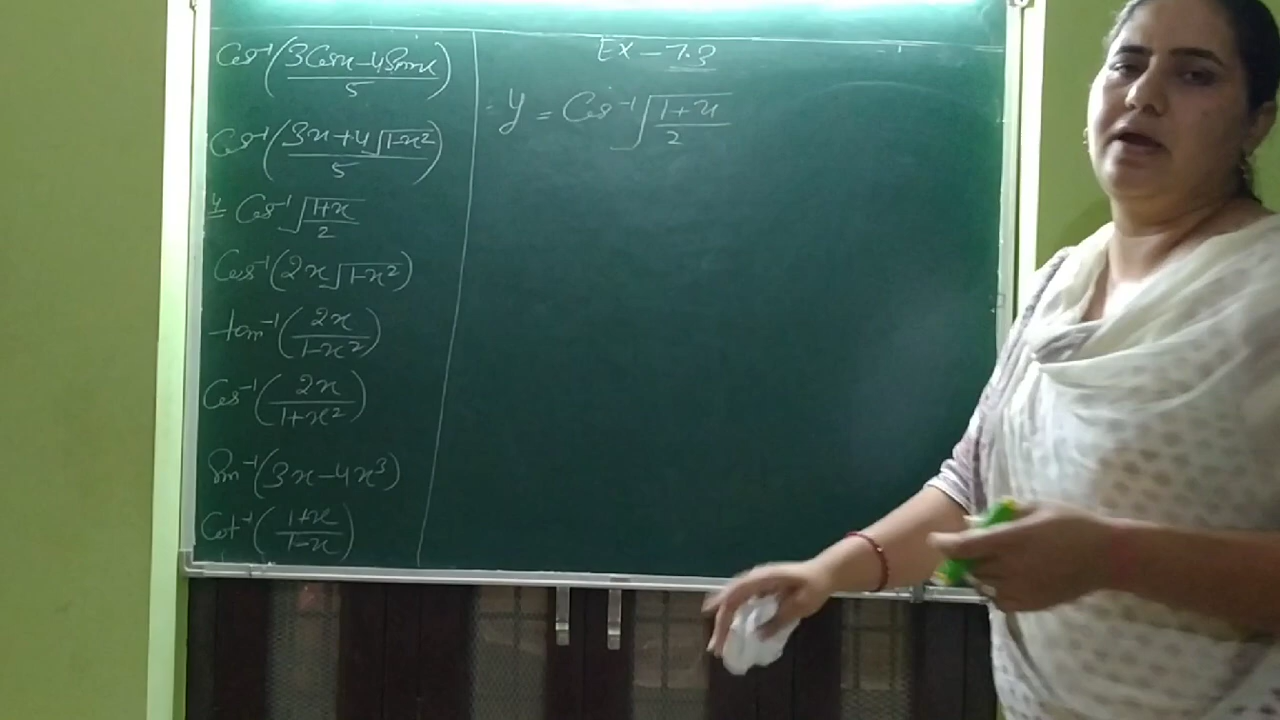 Cos⁻¹(3Cosx-4Sinx/5)
Cos⁻¹(3x+4√1-x²/5)
y= Cos⁻¹√1+x/2
Cos⁻¹(2x√1-x²)
tan⁻¹(2x/1-x²)
Cos⁻¹(2x/1+x²)
Sin⁻¹(3x-4x³)
Cot⁻¹(1+x/1-x)
EX-7.3
y = Cos⁻¹√1+x/2